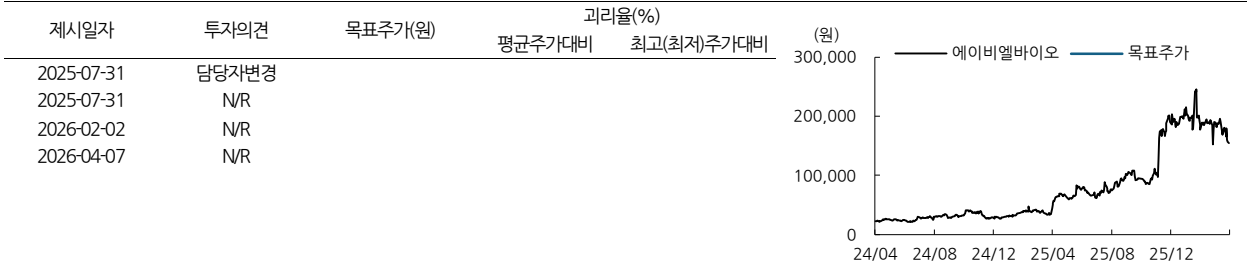 제시일자 투자의견 목표주가(원) 괴리율(%)
평균주가대비 최고(최저)주가대비
2025-07-31 담당자변경
2025-07-31 N/R
2026-02-02 N/R
2026-04-07 N/R
(원)
에이비엘바이오 목표주가
300,000
200,000
100,000
0
24/04 24/08 24/12 25/04 25/08 25/12